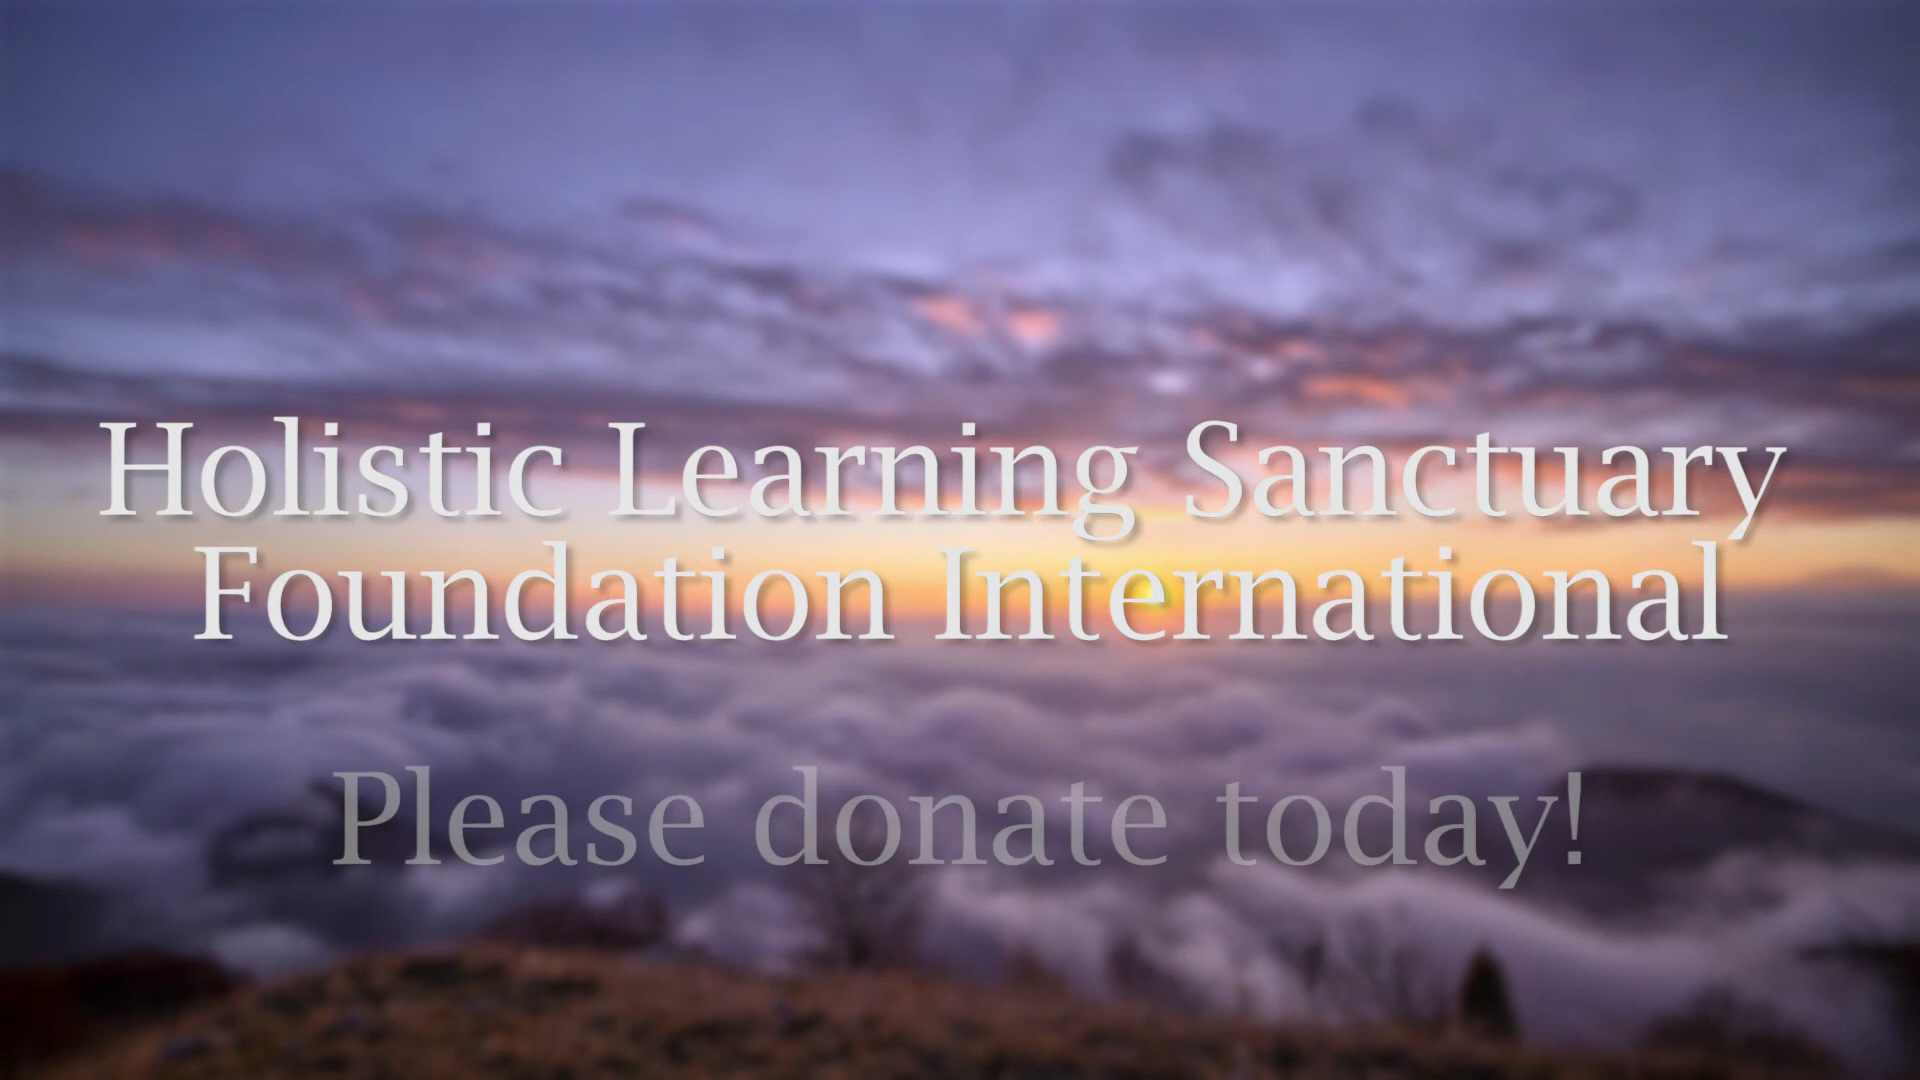 Holistic Learning Sanctuary
Foundation International
Please donate today!